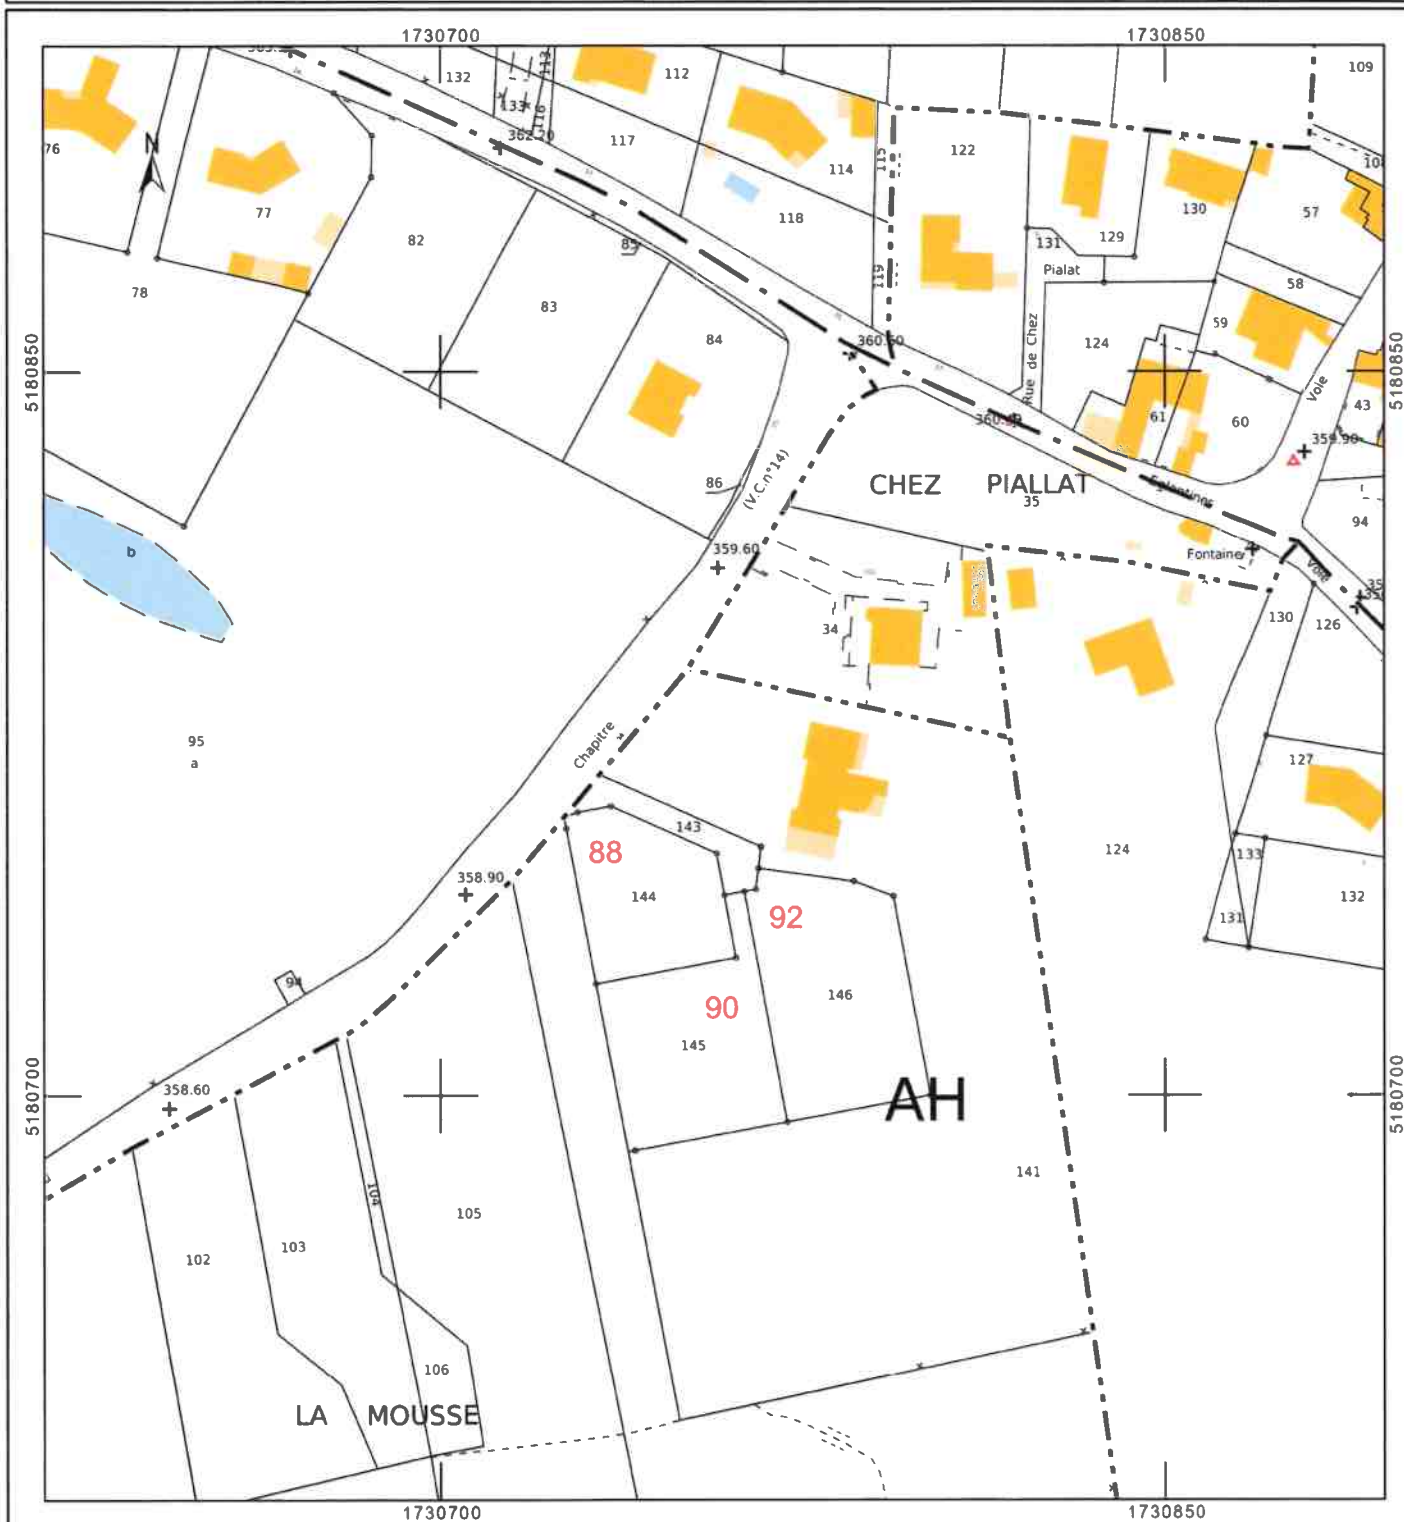 1730700 1730850
132 113 112 109
133 116
362.20 117 114 115 122 108
76 N 130 57
77 118 131 129
82 85 Pialat
78 119 58
83 59
84 360.50 Rue de Chez 124
5180850 5180850
Voie 43
61 60
359.90
86 (V.C.n°14) CHEZ PIALLAT
35 Eglantines
94
b 359.60 Fontaine Voie
130 126
34
95
a Chapitre
127
143
88 124 133
358.90 144 132
92 131
94
146
90
145
358.60
5180700 AH 5180700
141
104 105
102 103
106
LA MOUSSE
1730700 1730850